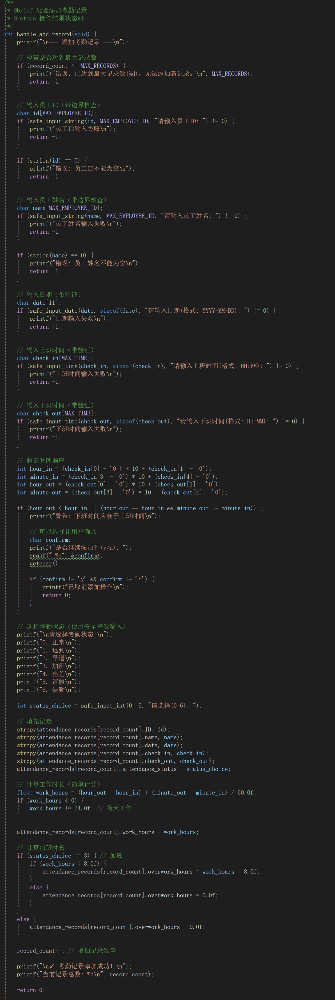 /**
* @brief 处理添加考勤记录
* @return 操作结果状态码
*/
int handle_add_record(void) {
    printf("\n=== 添加考勤记录 ===\n");

    // 检查是否达到最大记录数
    if (record_count >= MAX_RECORDS) {
        printf("错误: 已达到最大记录数(%d), 无法添加新记录。\n", MAX_RECORDS);
        return -1;
    }

    // 输入员工ID（带边界检查）
    char id[MAX_EMPLOYEE_ID];
    if (safe_input_string(id, MAX_EMPLOYEE_ID, "请输入员工ID: ") != 0) {
        printf("员工ID输入失败\n");
        return -1;
    }

    if (strlen(id) == 0) {
        printf("错误: 员工ID不能为空\n");
        return -1;
    }

    // 输入员工姓名（带边界检查）
    char name[MAX_EMPLOYEE_ID];
    if (safe_input_string(name, MAX_EMPLOYEE_ID, "请输入员工姓名: ") != 0) {
        printf("员工姓名输入失败\n");
        return -1;
    }

    if (strlen(name) == 0) {
        printf("错误: 员工姓名不能为空\n");
        return -1;
    }

    // 输入日期（带验证）
    char date[11];
    if (safe_input_date(date, sizeof(date), "请输入日期(格式: YYYY-MM-DD): ") != 0) {
        printf("日期输入失败\n");
        return -1;
    }

    // 输入上班时间（带验证）
    char check_in[MAX_TIME];
    if (safe_input_time(check_in, sizeof(check_in), "请输入上班时间(格式: HH:MM): ") != 0) {
        printf("上班时间输入失败\n");
        return -1;
    }

    // 输入下班时间（带验证）
    char check_out[MAX_TIME];
    if (safe_input_time(check_out, sizeof(check_out), "请输入下班时间(格式: HH:MM): ") != 0) {
        printf("下班时间输入失败\n");
        return -1;
    }

    // 验证时间顺序
    int hour_in = (check_in[0] - '0') * 10 + (check_in[1] - '0');
    int minute_in = (check_in[3] - '0') * 10 + (check_in[4] - '0');
    int hour_out = (check_out[0] - '0') * 10 + (check_out[1] - '0');
    int minute_out = (check_out[3] - '0') * 10 + (check_out[4] - '0');

    if (hour_out < hour_in || (hour_out == hour_in && minute_out <= minute_in)) {
        printf("警告: 下班时间应晚于上班时间\n");

        // 可以选择让用户确认
        char confirm;
        printf("是否继续添加? (y/n): ");
        scanf(" %c", &confirm);
        getchar();

        if (confirm != 'y' && confirm != 'Y') {
            printf("已取消添加操作\n");
            return 0;
        }
    }

    // 选择考勤状态（使用安全整数输入）
    printf("\n请选择考勤状态:\n");
    printf("0. 正常\n");
    printf("1. 迟到\n");
    printf("2. 早退\n");
    printf("3. 加班\n");
    printf("4. 出差\n");
    printf("5. 请假\n");
    printf("6. 缺勤\n");

    int status_choice = safe_input_int(0, 6, "请选择(0-6): ");

    // 填充记录
    strcpy(attendance_records[record_count].ID, id);
    strcpy(attendance_records[record_count].name, name);
    strcpy(attendance_records[record_count].date, date);
    strcpy(attendance_records[record_count].check_in, check_in);
    strcpy(attendance_records[record_count].check_out, check_out);
    attendance_records[record_count].attendance_status = status_choice;

    // 计算工作时长（简单计算）
    float work_hours = (hour_out - hour_in) + (minute_out - minute_in) / 60.0f;
    if (work_hours < 0) {
        work_hours += 24.0f; // 跨天工作
    }

    attendance_records[record_count].work_hours = work_hours;

    // 计算加班时长
    if (status_choice == 3) { // 加班
        if (work_hours > 8.0f) {
            attendance_records[record_count].overwork_hours = work_hours - 8.0f;
        }
        else {
            attendance_records[record_count].overwork_hours = 0.0f;
        }
    }
    else {
        attendance_records[record_count].overwork_hours = 0.0f;
    }

    record_count++; // 增加记录数量

    printf("\n✓ 考勤记录添加成功! \n");
    printf("当前记录总数: %d\n", record_count);

    return 0;
}